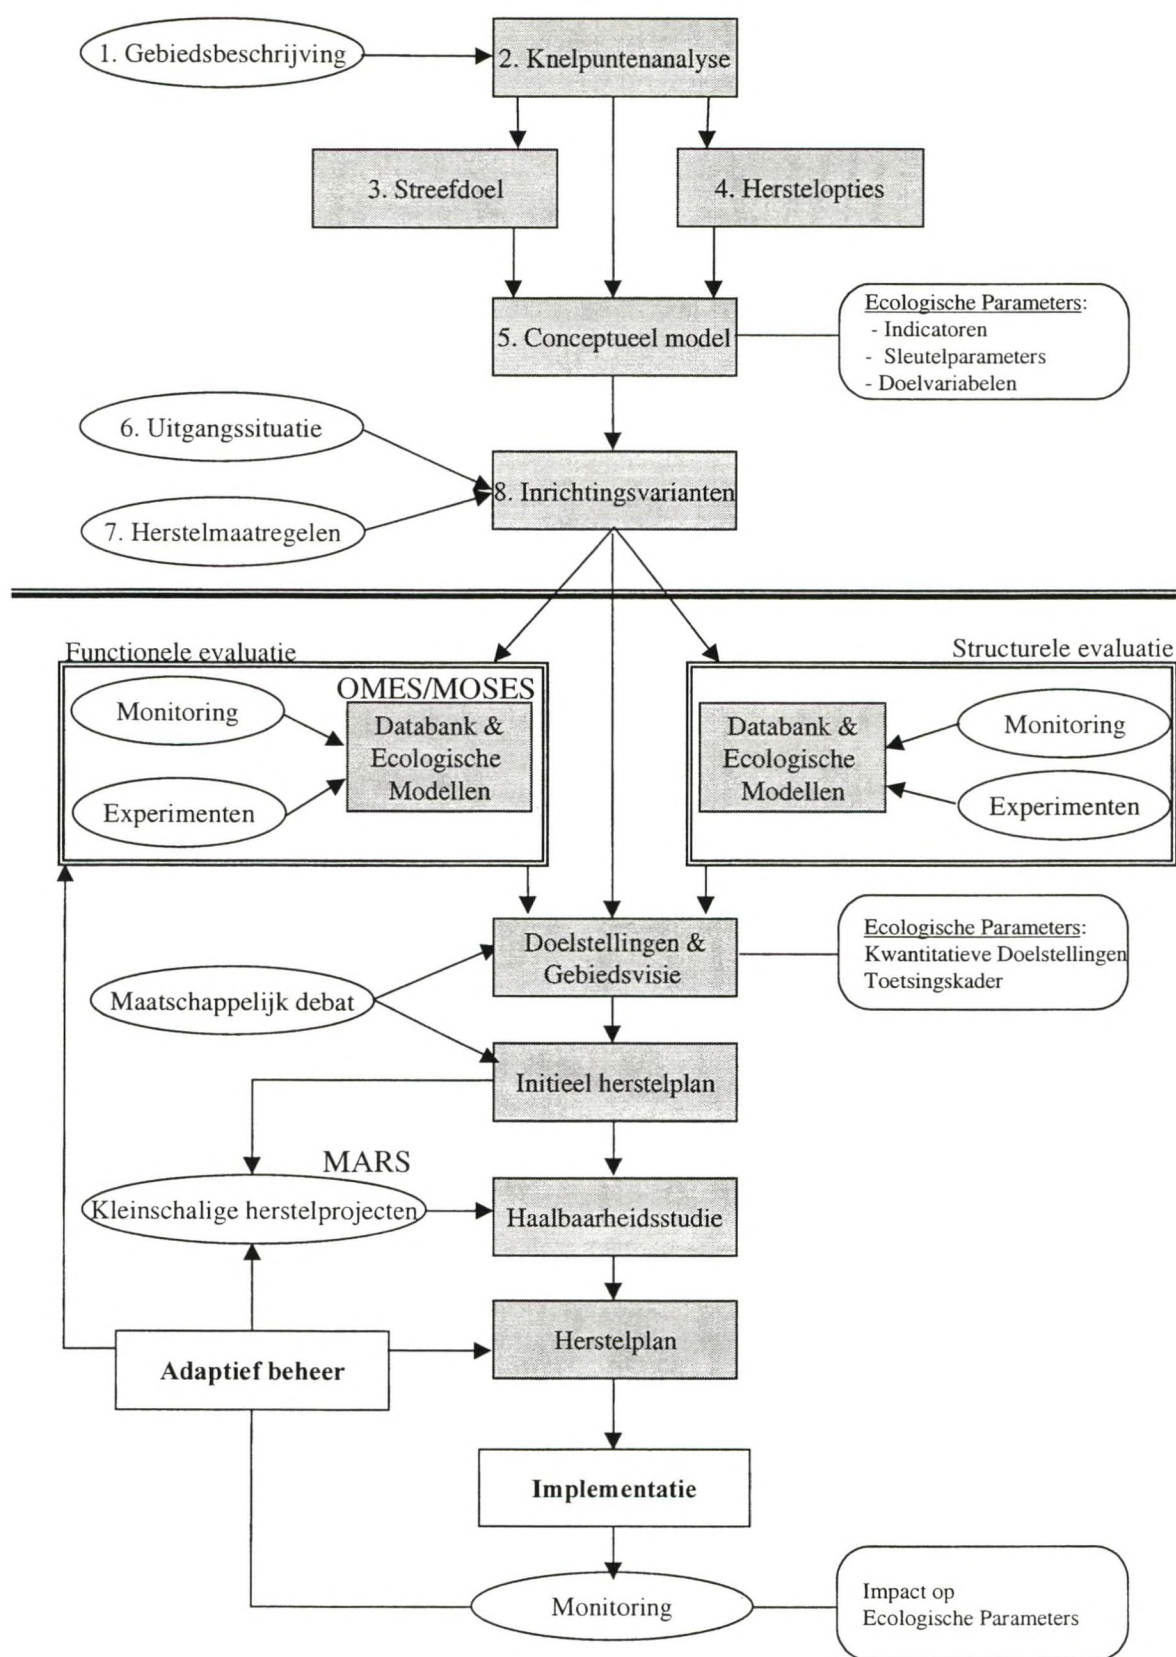 1. Gebiedsbeschrijving
2. Knelpuntenanalyse
3. Streefdoel
4. Herstelopties
5. Conceptueel model
Ecologische Parameters:
- Indicatoren
- Sleutelparameters
- Doelvariabelen
6. Uitgangssituatie
7. Herstelmaatregelen
8. Inrichtingsvarianten
Functionele evaluatie
Structurele evaluatie
Monitoring
OMES/MOSES
Databank &
Ecologische
Modellen
Experimenten
Databank &
Ecologische
Modellen
Monitoring
Experimenten
Doelstellingen &
Gebiedsvisie
Ecologische Parameters:
Kwantitatieve Doelstellingen
Toetsingskader
Maatschappelijk debat
Initieel herstelplan
MARS
Kleinschalige herstelprojecten
Haalbaarheidsstudie
Herstelplan
Adaptief beheer
Implementatie
Monitoring
Impact op
Ecologische Parameters